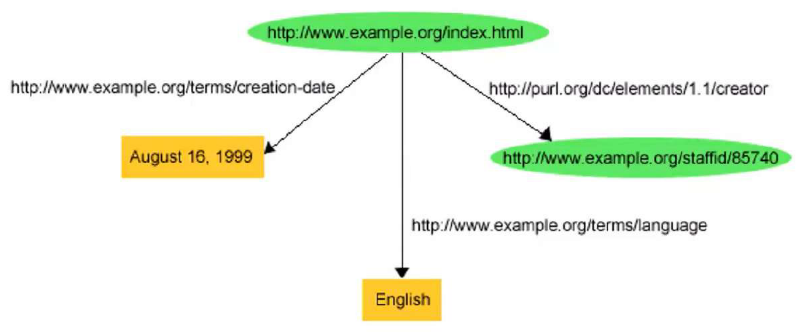 http://www.example.org/index.html
http://www.example.org/terms/creation-date
http://purl.org/dc/elements/1.1/creator
August 16, 1999
http://www.example.org/staffid/85740
http://www.example.org/terms/language
English